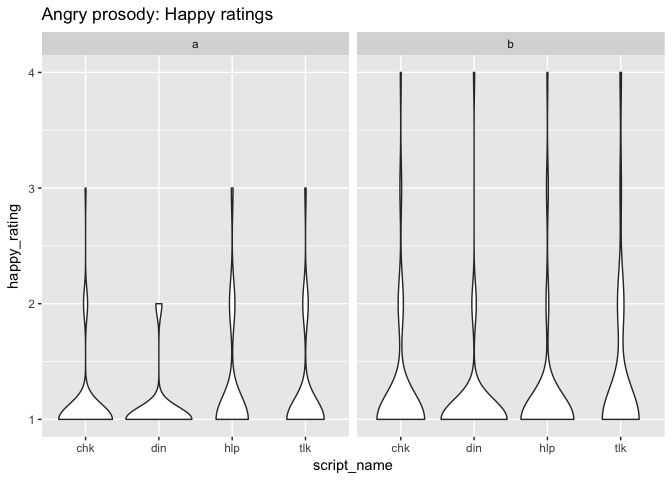 Angry prosody: Happy ratings
a b
4
3
2
1
happy_rating
chk din hlp tlk chk din hlp tlk
script_name